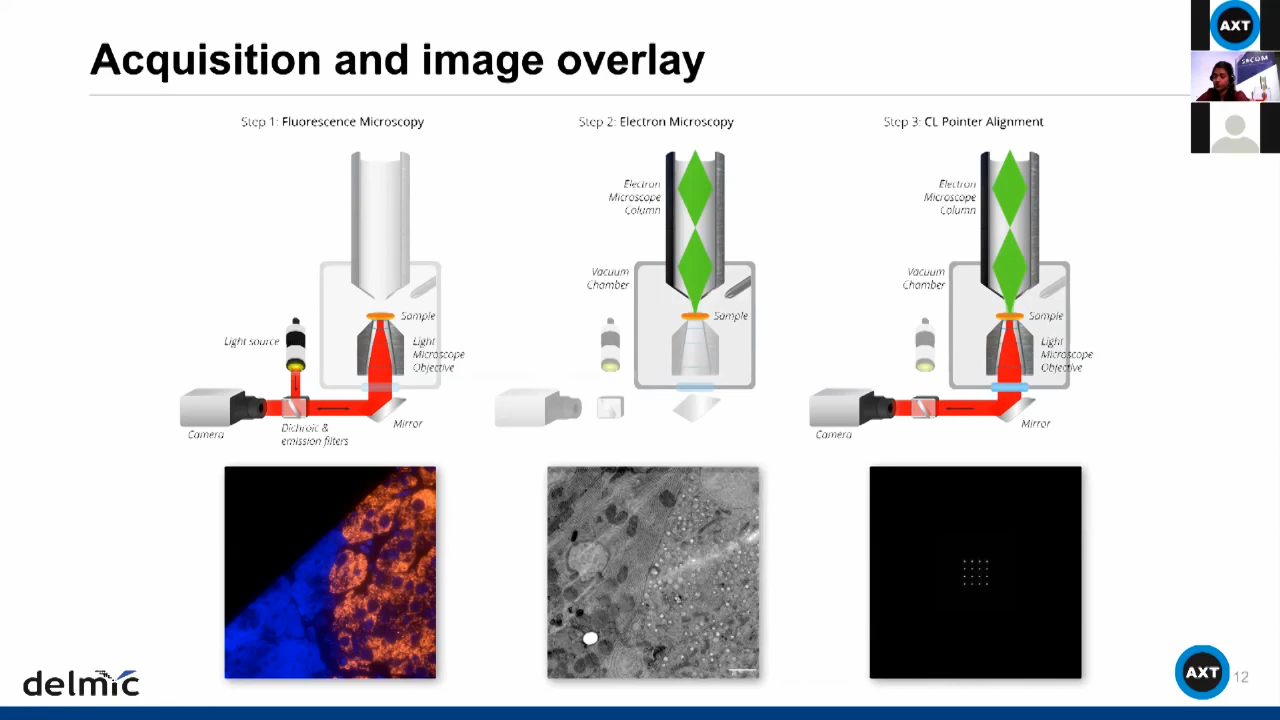 Acquisition and image overlay
AXT
SECOM
Step 1: Fluorescence Microscopy
Light source
Sample
Light
Microscope
Objective
Camera
Dichroic &
emission filters
Mirror
Step 2: Electron Microscopy
Electron
Microscope
Column
Vacuum
Chamber
Sample
Step 3: CL Pointer Alignment
Electron
Microscope
Column
Vacuum
Chamber
Sample
Light
Microscope
Objective
Camera
Mirror
delmic
AXT
12